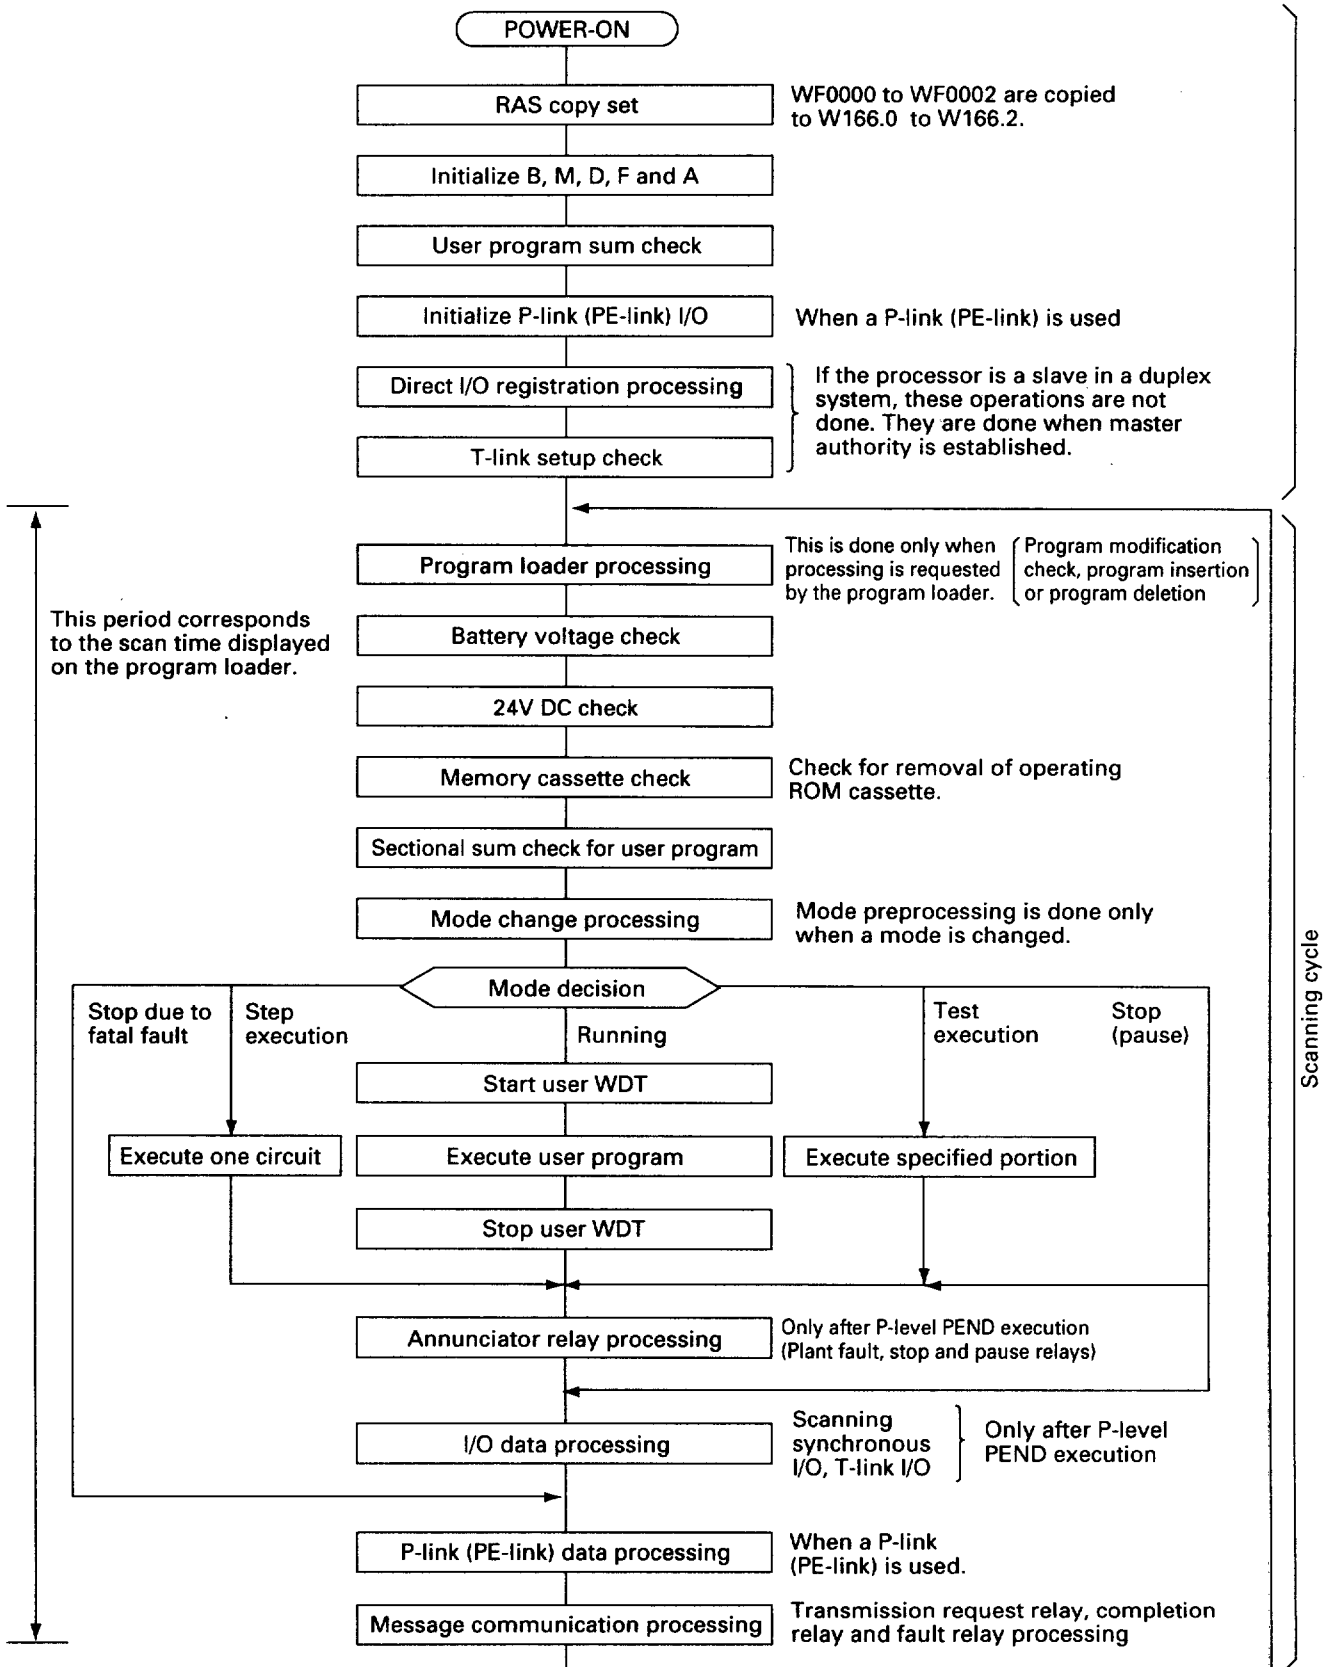 POWER-ON
RAS copy set
WF0000 to WF0002 are copied
to W166.0 to W166.2.
Initialize B, M, D, F and A
User program sum check
Initialize P-link (PE-link) I/O
When a P-link (PE-link) is used
Direct I/O registration processing
T-link setup check
If the processor is a slave in a duplex
system, these operations are not
done. They are done when master
authority is established.
Program loader processing
This is done only when
processing is requested
by the program loader.
Program modification
check, program insertion
or program deletion
This period corresponds
to the scan time displayed
on the program loader.
Battery voltage check
24V DC check
Memory cassette check
Check for removal of operating
ROM cassette.
Sectional sum check for user program
Mode change processing
Mode preprocessing is done only
when a mode is changed.
Scanning cycle
Mode decision
Stop due to
fatal fault
Step
execution
Running
Test
execution
Stop
(pause)
Start user WDT
Execute one circuit
Execute user program
Execute specified portion
Stop user WDT
Annunciator relay processing
Only after P-level PEND execution
(Plant fault, stop and pause relays)
I/O data processing
Scanning
synchronous
I/O, T-link I/O
Only after P-level
PEND execution
P-link (PE-link) data processing
When a P-link
(PE-link) is used.
Message communication processing
Transmission request relay, completion
relay and fault relay processing